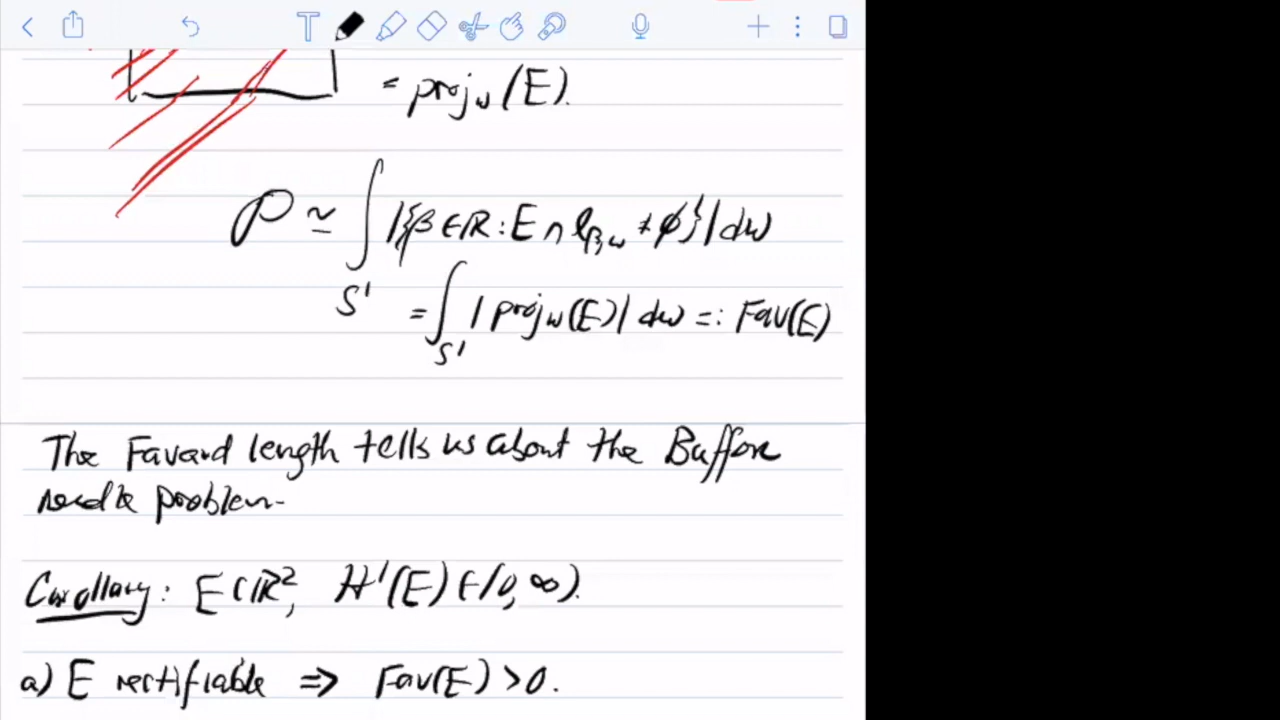 = proj_ω(E).
P ≃ ∫_{S¹} |{β∈ℝ : E ∩ ℓ_{β,ω} ≠ ∅}| dω
= ∫_{S¹} |proj_ω(E)| dω =: Fav(E)
The Favard length tells us about the Buffon
needle problem.
Corollary: E⊂ℝ², H¹(E)∈(0,∞).
a) E rectifiable ⇒ Fav(E) > 0.